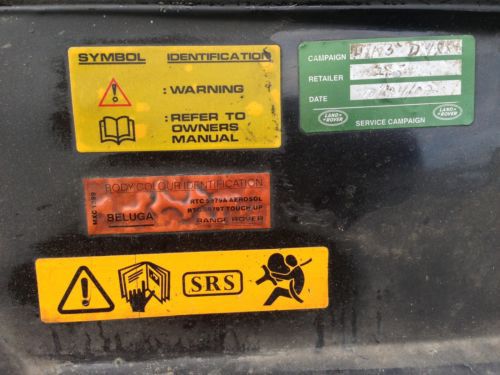 SYMBOL IDENTIFICATION
: WARNING
: REFER TO
OWNERS
MANUAL
CAMPAIGN
RETAILER
DATE
LAND ROVER LAND ROVER
SERVICE CAMPAIGN
BODY COLOUR IDENTIFICATION
AEROSOL
BELUGA TOUCH UP
RANGE ROVER
SRS